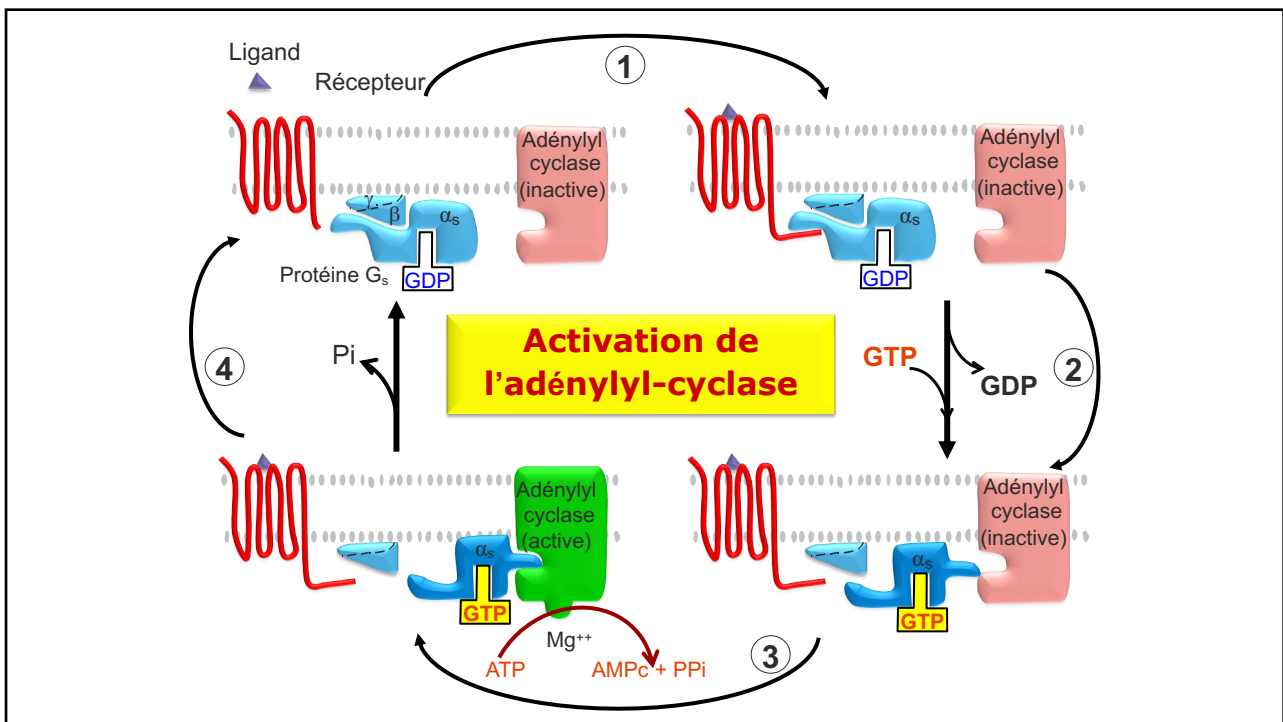 Ligand
Récepteur
1
Adénylyl
cyclase
(inactive)
γ
β
αs
Protéine Gs
GDP
Adénylyl
cyclase
(inactive)
αs
GDP
Activation de
l'adénylyl-cyclase
Pi
4
GTP
GDP
2
Adénylyl
cyclase
(active)
αs
GTP
Mg++
ATP
AMPc + PPi
3
Adénylyl
cyclase
(inactive)
αs
GTP